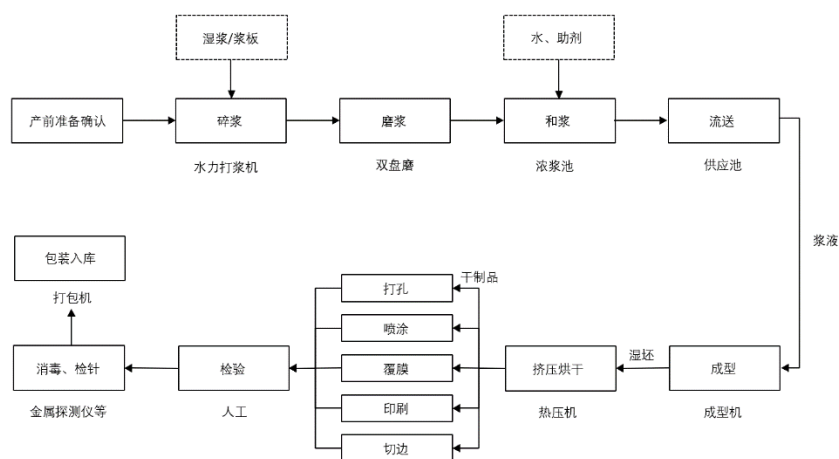 湿浆/浆板
水、助剂
产前准备确认
碎浆
磨浆
和浆
流送
水力打浆机
双盘磨
浓浆池
供应池
浆液
包装入库
打包机
干制品
打孔
喷涂
覆膜
印刷
切边
消毒、检针
金属探测仪等
检验
人工
挤压烘干
热压机
湿坯
成型
成型机